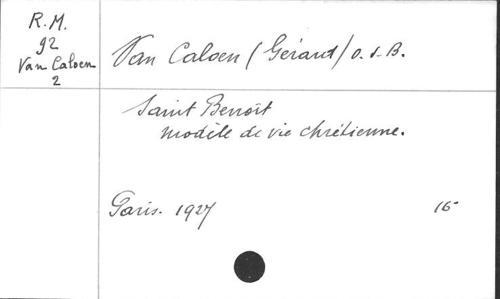 R.M.
92
Van Caloen
2
Van Caloen (Gérard) o.s.B.
Saint Benoît
modèle de vie chrétienne.
Paris. 1927 16°